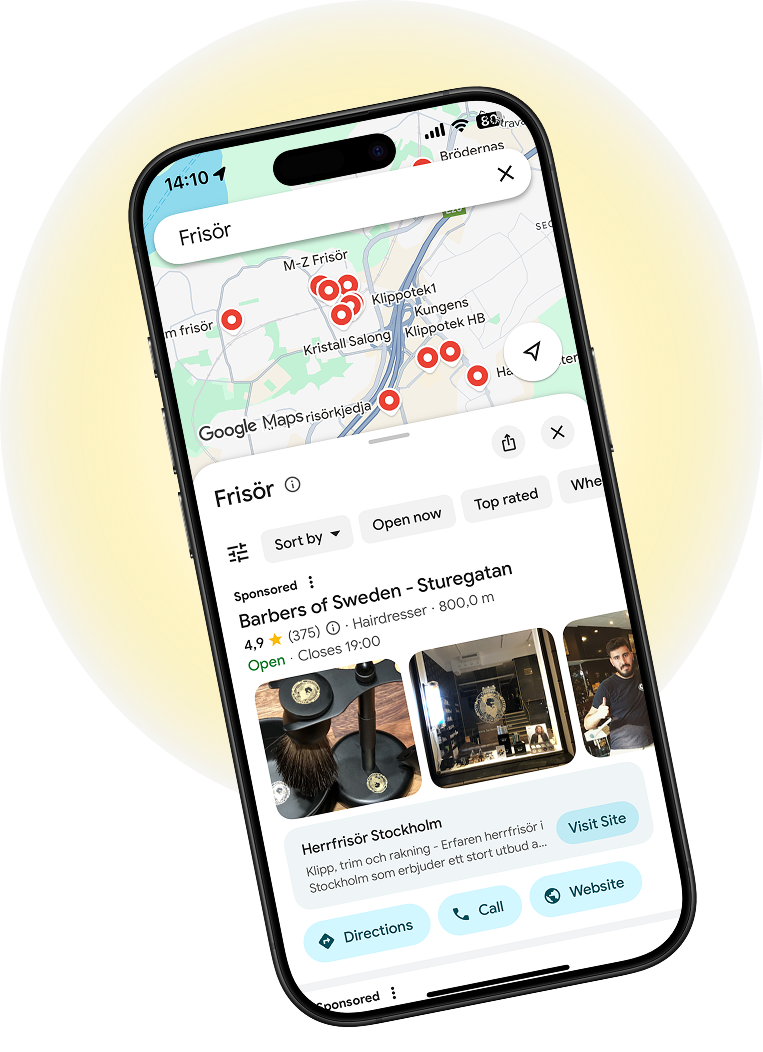 14:10
80
Brödernas
Frisör
M-Z Frisör
Klippotek1
m frisör
Kungens
Kristall Salong
Klippotek HB
Google Maps
risörkjedja
Frisör
Sort by
Open now
Top rated
Whe
Sponsored
Barbers of Sweden - Sturegatan
4,9 (375) · Hairdresser · 800,0 m
Open · Closes 19:00
Herrfrisör Stockholm
Klipp, trim och rakning - Erfaren herrfrisör i
Stockholm som erbjuder ett stort utbud a...
Visit Site
Directions
Call
Website
Sponsored